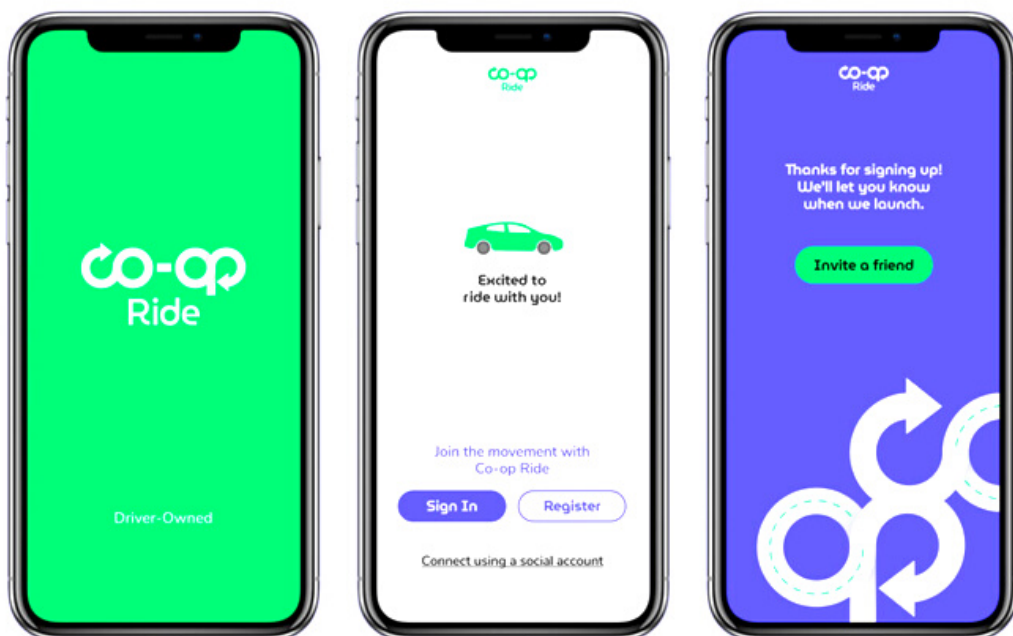 co-op
Ride
Driver-Owned
co-op
Ride
Excited to
ride with you!
Join the movement with
Co-op Ride
Sign In
Register
Connect using a social account
co-op
Ride
Thanks for signing up!
We'll let you know
when we launch.
Invite a friend